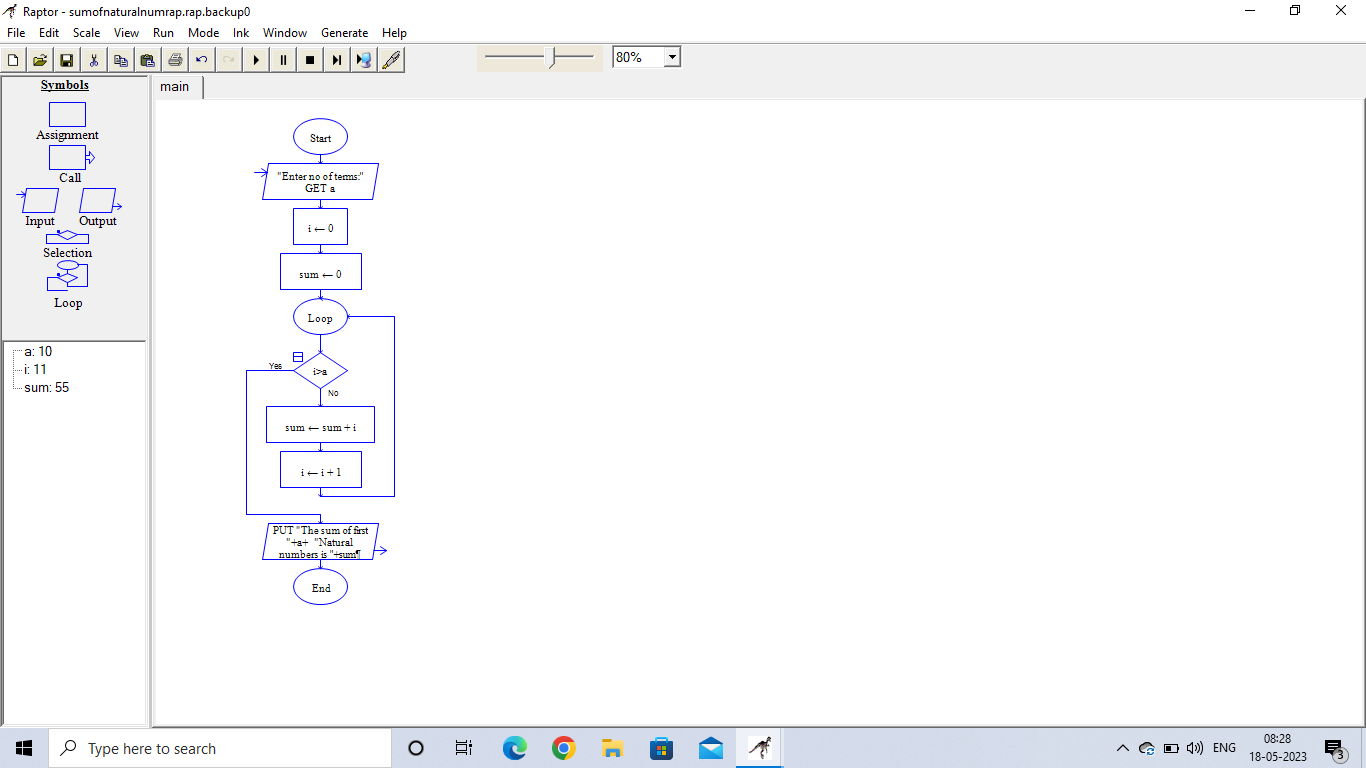 Raptor - sumofnaturalnumrap.rap.backup0
File Edit Scale View Run Mode Ink Window Generate Help
80%
Symbols
Assignment
Call
Input Output
Selection
Loop
a: 10
i: 11
sum: 55
main
Start
"Enter no of terms:"
GET a
i ← 0
sum ← 0
Loop
Yes
i>a
No
sum ← sum + i
i ← i + 1
PUT "The sum of first
"+a+ "Natural
numbers is "+sum¶
End
Type here to search
ENG
08:28
18-05-2023
3